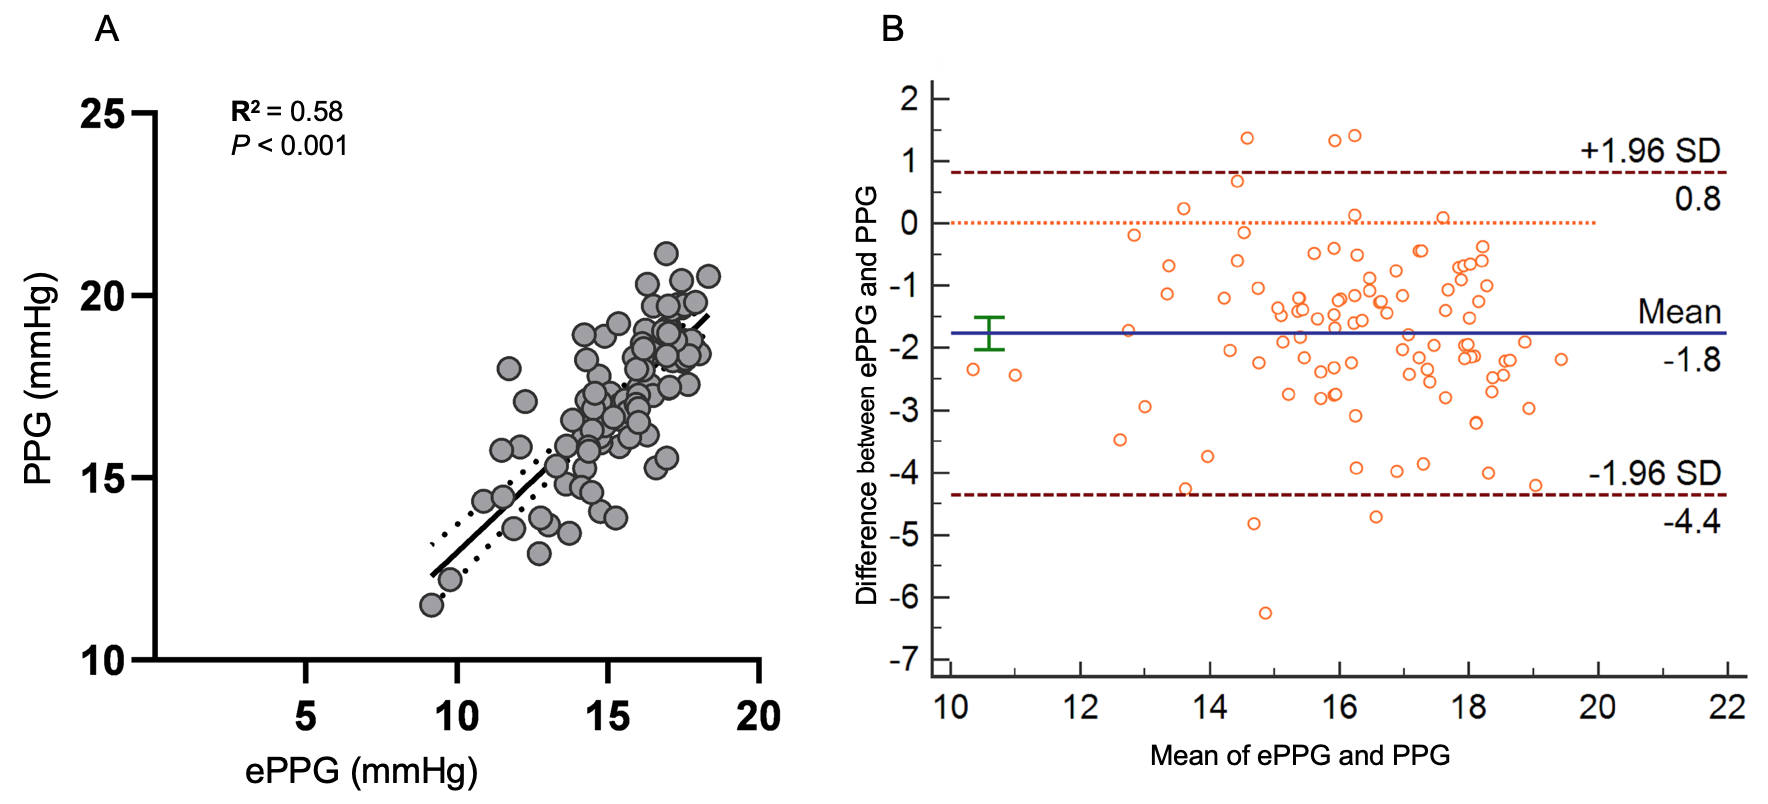 A
R² = 0.58
P < 0.001
25
20
15
10
5
10
15
20
PPG (mmHg)
ePPG (mmHg)
B
2
1
0
-1
-2
-3
-4
-5
-6
-7
Difference between ePPG and PPG
+1.96 SD
0.8
Mean
-1.8
-1.96 SD
-4.4
10
12
14
16
18
20
22
Mean of ePPG and PPG